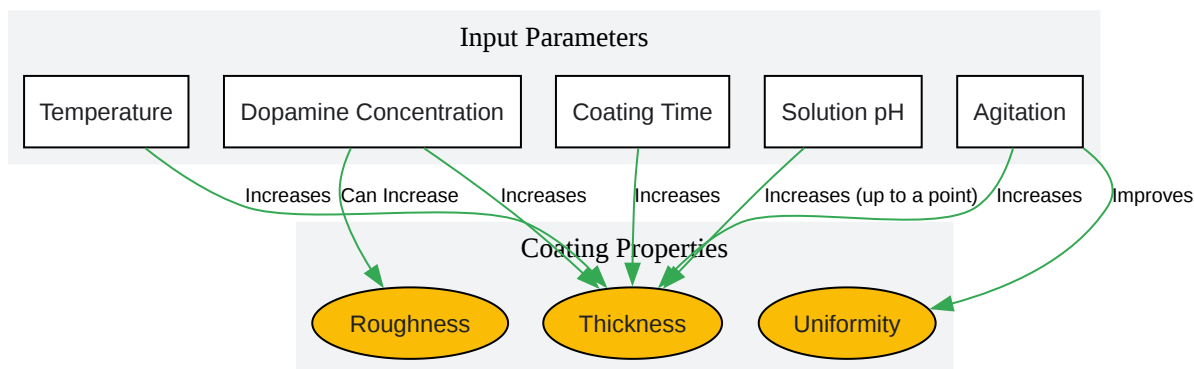 Input Parameters
Temperature
Dopamine Concentration
Coating Time
Solution pH
Agitation
Increases
Can Increase
Increases
Increases
Increases (up to a point)
Increases
Improves
Coating Properties
Roughness
Thickness
Uniformity